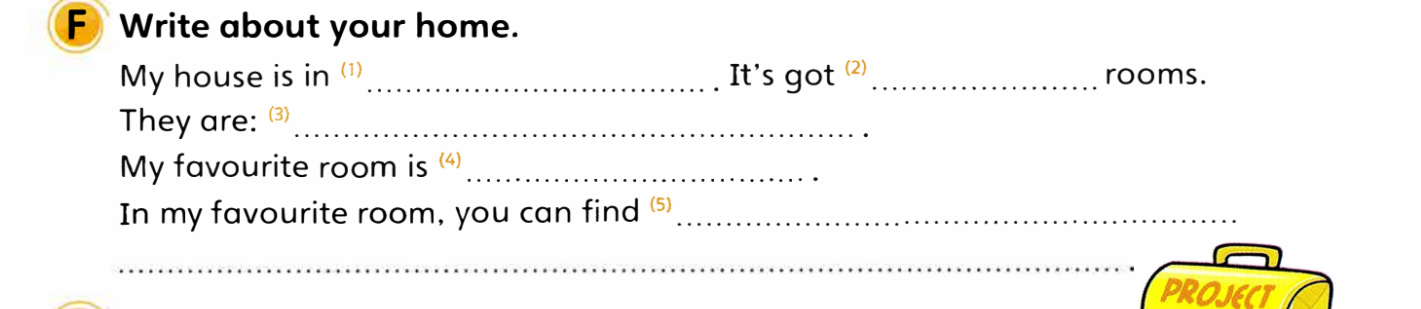 F Write about your home.
My house is in (1) .................................... . It's got (2) ........................ rooms.
They are: (3) ............................................................ .
My favourite room is (4) ................................... .
In my favourite room, you can find (5) ............................................................
..........................................................................................................
PROJECT